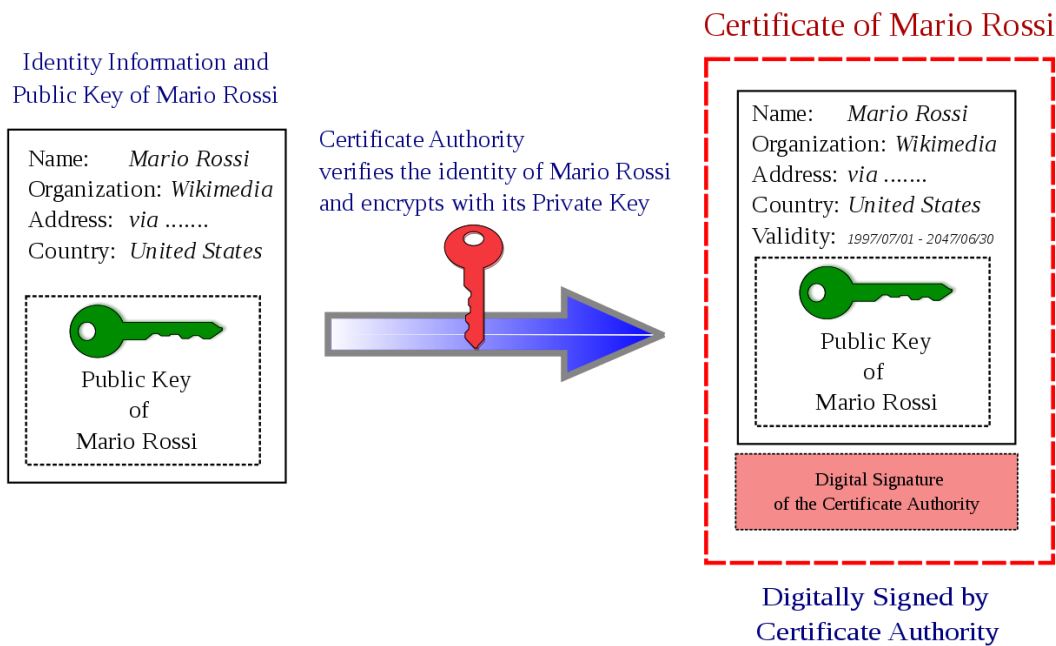 Identity Information and
Public Key of Mario Rossi
Name: Mario Rossi
Organization: Wikimedia
Address: via .......
Country: United States
Public Key
of
Mario Rossi
Certificate Authority
verifies the identity of Mario Rossi
and encrypts with its Private Key
Certificate of Mario Rossi
Name: Mario Rossi
Organization: Wikimedia
Address: via .......
Country: United States
Validity: 1997/07/01 - 2047/06/30
Public Key
of
Mario Rossi
Digital Signature
of the Certificate Authority
Digitally Signed by
Certificate Authority